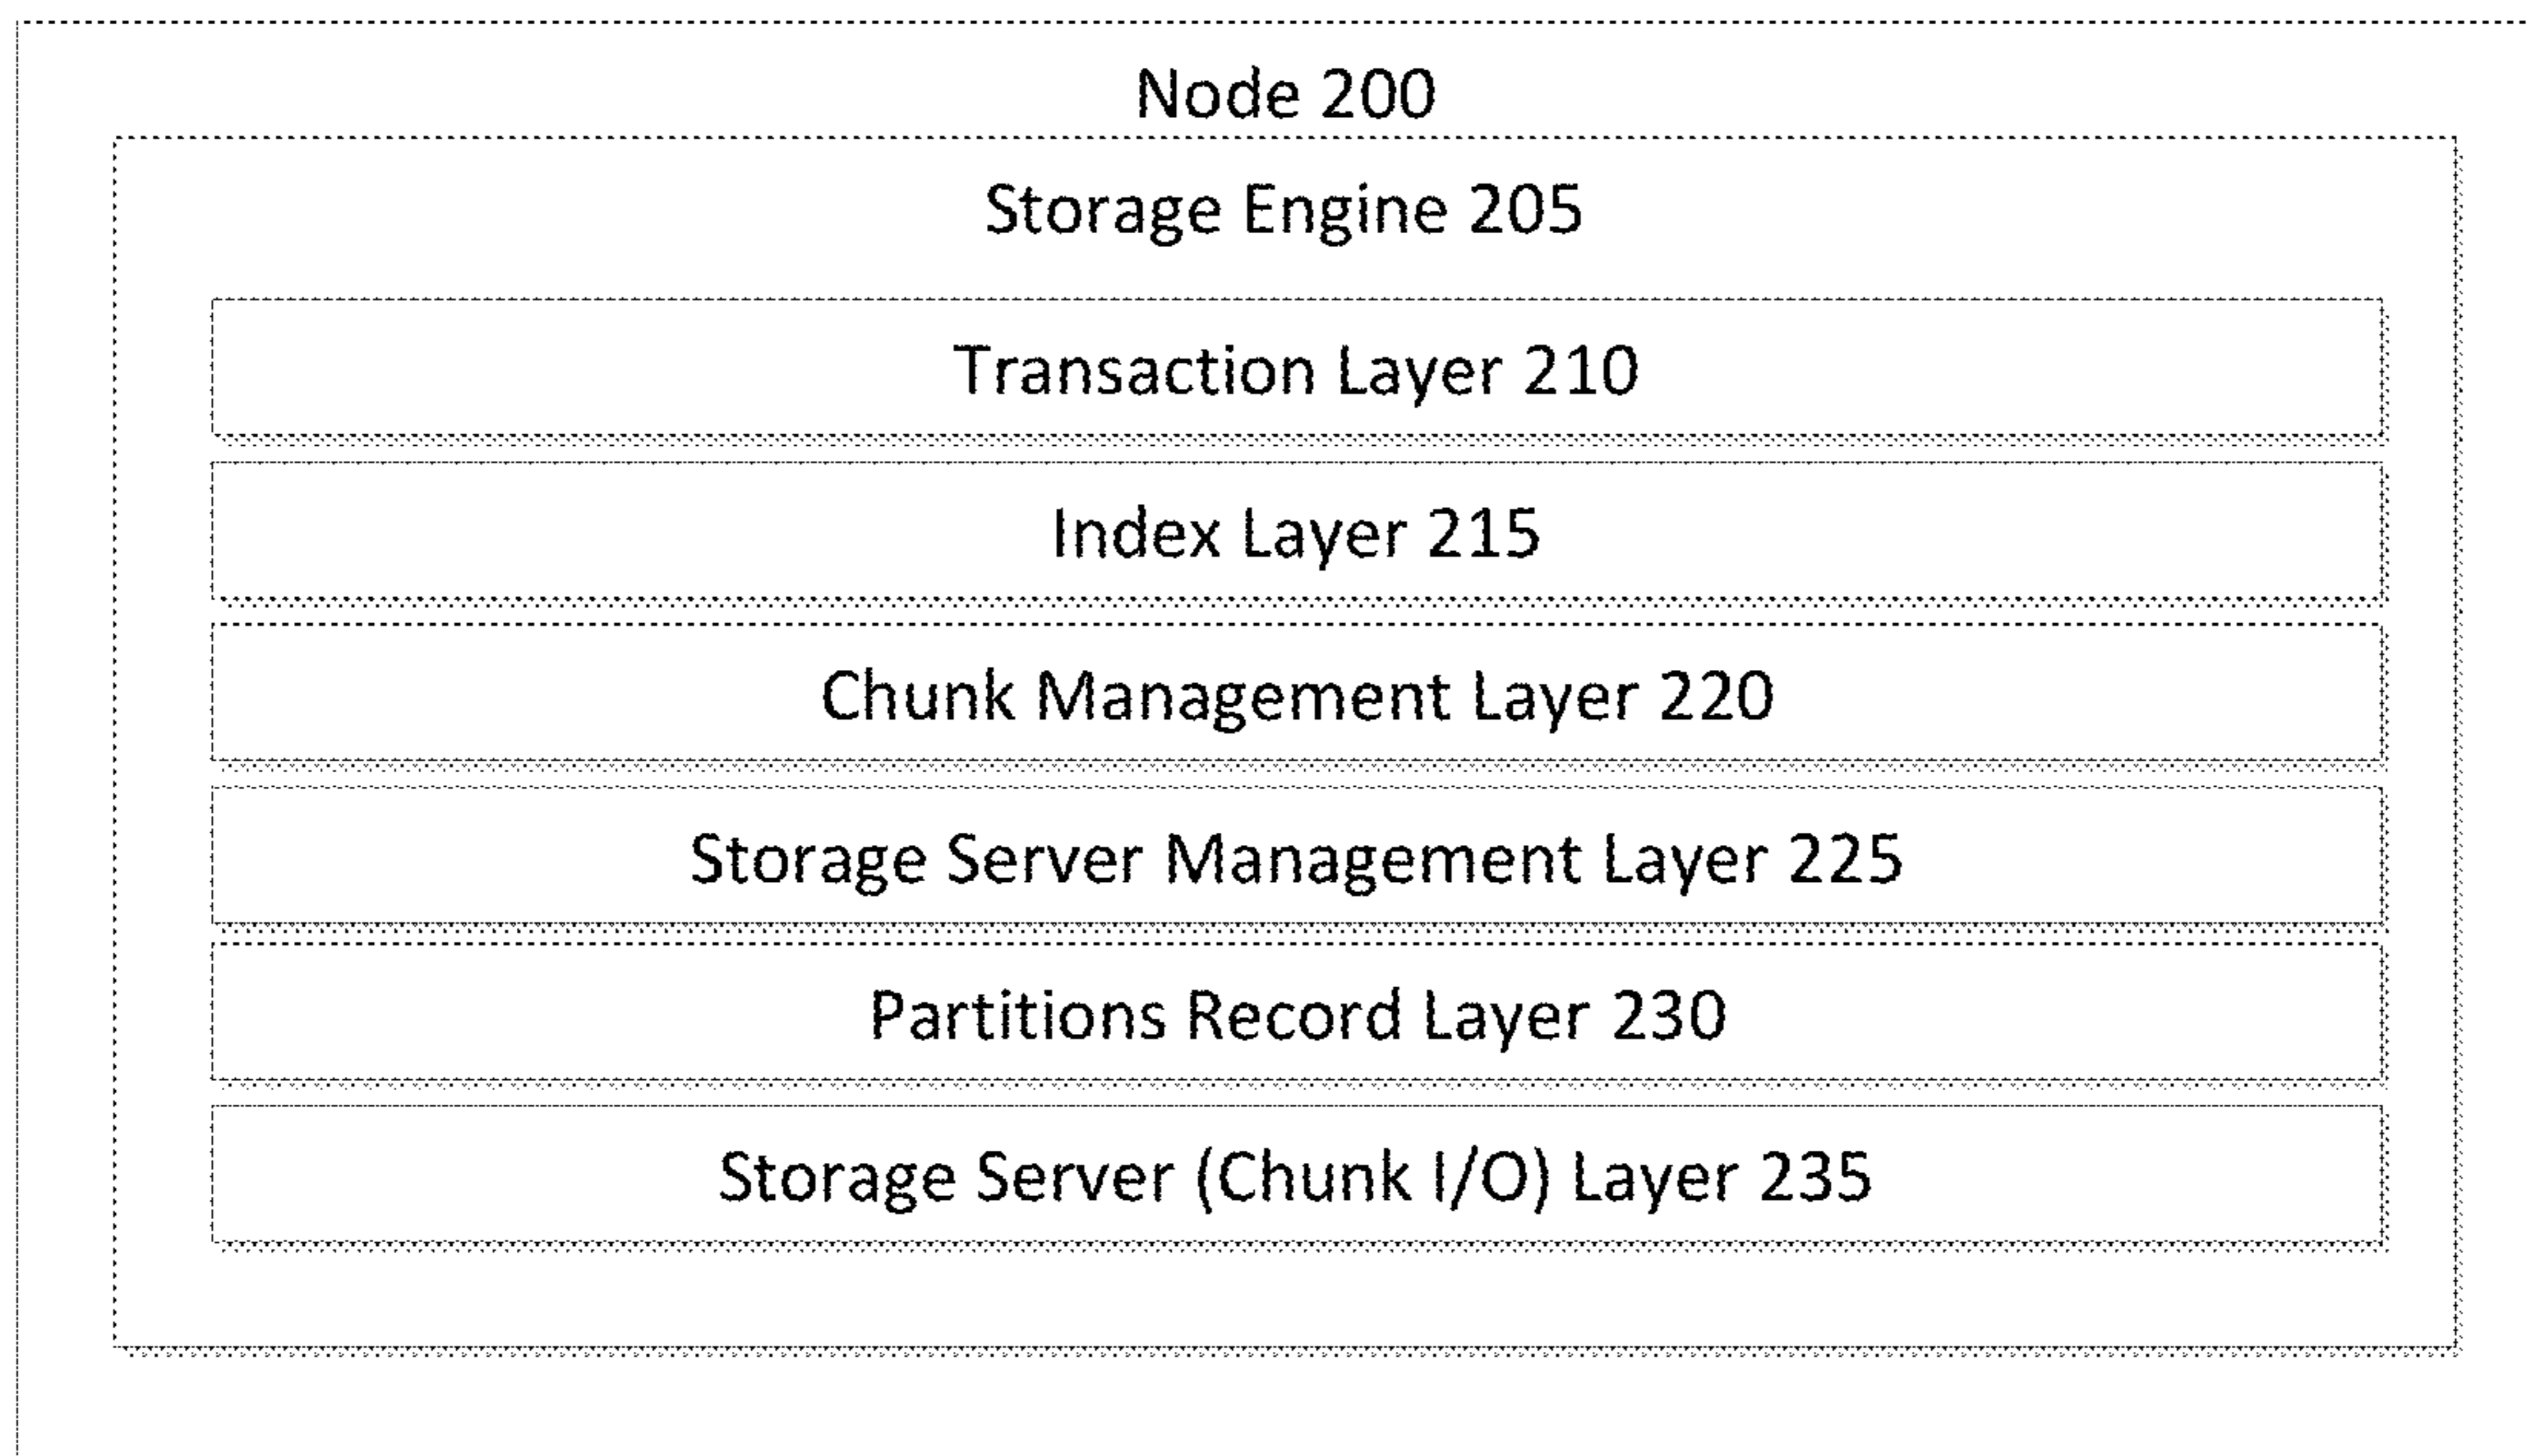 Node 200
Storage Engine 205
Transaction Layer 210
Index Layer 215
Chunk Management Layer 220
Storage Server Management Layer 225
Partitions Record Layer 230
Storage Server (Chunk I/O) Layer 235